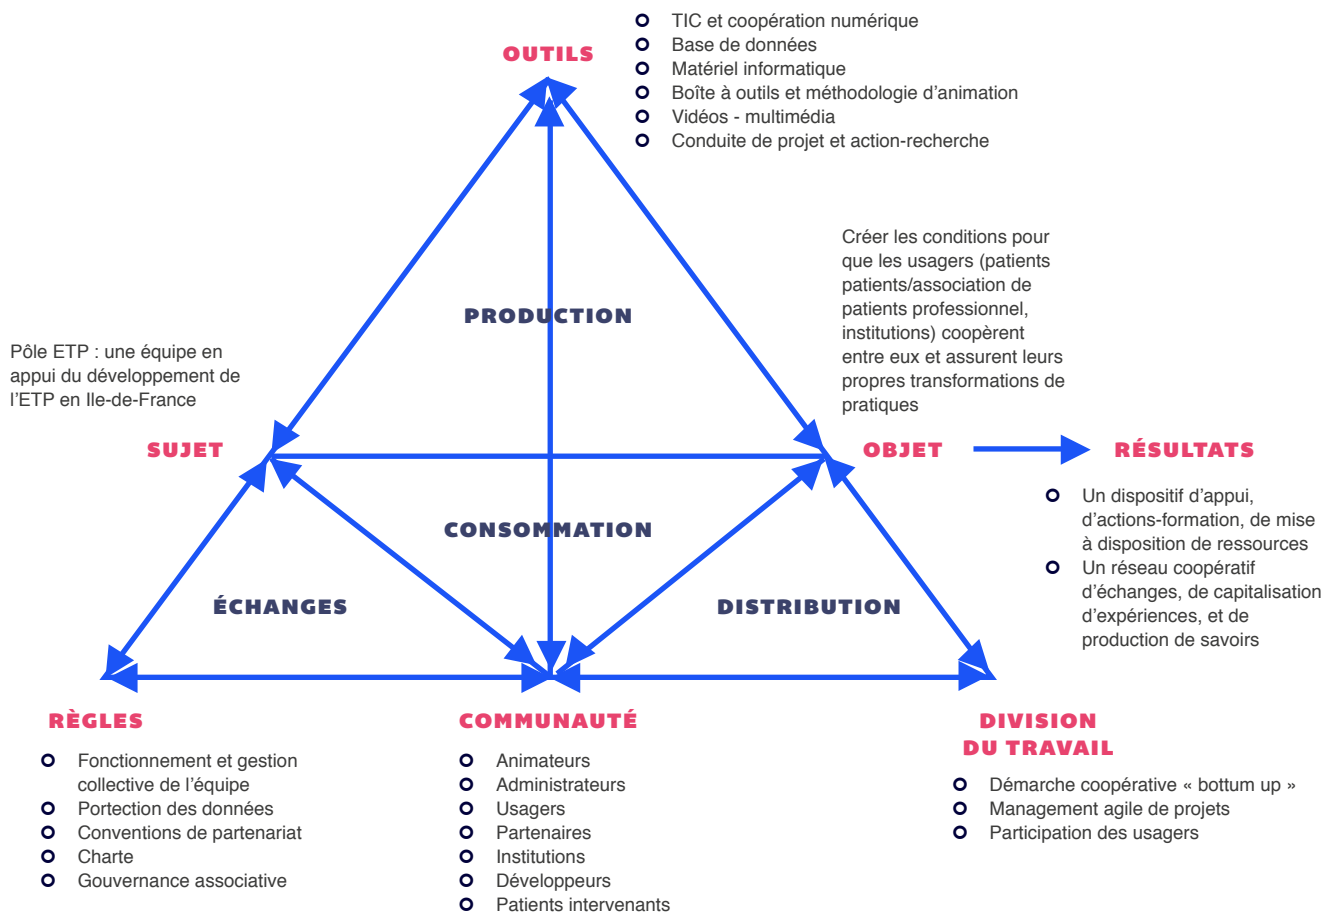 OUTILS
TIC et coopération numérique
Base de données
Matériel informatique
Boîte à outils et méthodologie d’animation
Vidéos - multimédia
Conduite de projet et action-recherche
Créer les conditions pour
que les usagers (patients
patients/association de
patients professionnel,
institutions) coopèrent
entre eux et assurent leurs
propres transformations de
pratiques
PRODUCTION
Pôle ETP : une équipe en
appui du développement de
l’ETP en Ile-de-France
SUJET
OBJET
RÉSULTATS
Un dispositif d’appui,
d’actions-formation, de mise
à disposition de ressources
Un réseau coopératif
d’échanges, de capitalisation
d’expériences, et de
production de savoirs
CONSOMMATION
ÉCHANGES
DISTRIBUTION
RÈGLES
Fonctionnement et gestion
collective de l’équipe
Portection des données
Conventions de partenariat
Charte
Gouvernance associative
COMMUNAUTÉ
Animateurs
Administrateurs
Usagers
Partenaires
Institutions
Développeurs
Patients intervenants
DIVISION
DU TRAVAIL
Démarche coopérative « bottum up »
Management agile de projets
Participation des usagers